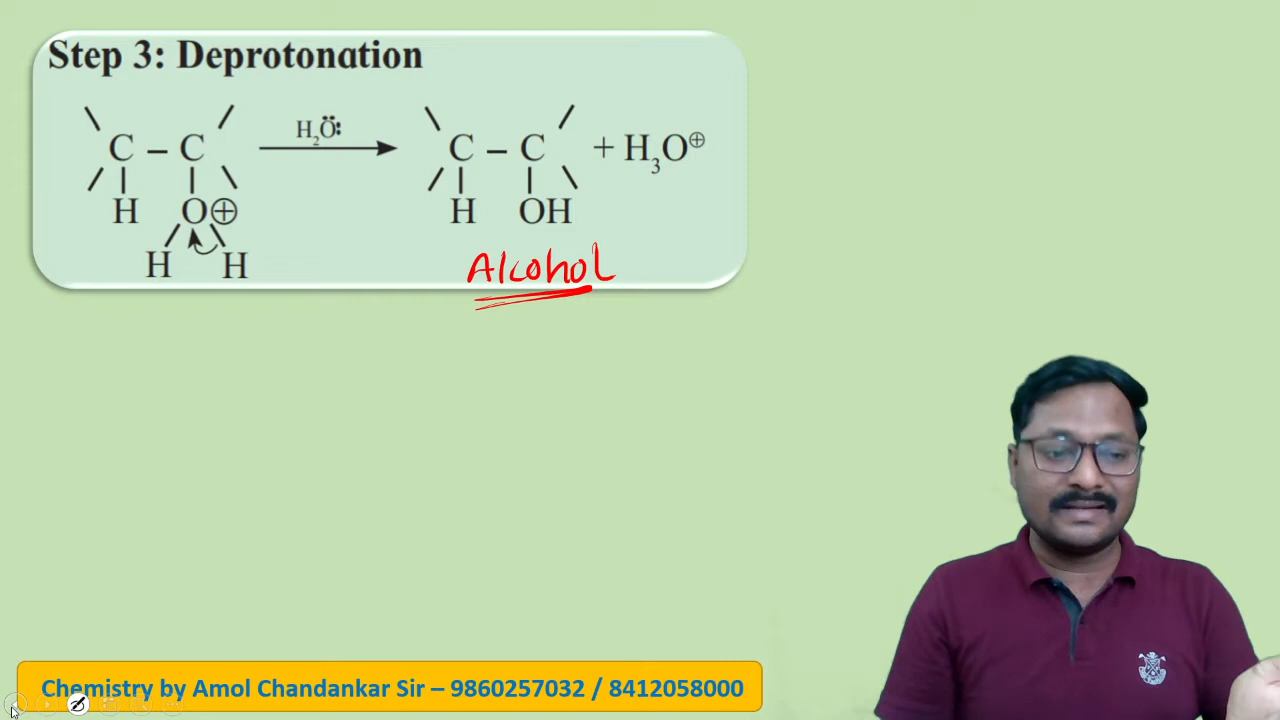 Step 3: Deprotonation
H₂Ö:
C – C
C – C + H₃O⊕
H O⊕
H OH
H H
Alcohol
Chemistry by Amol Chandankar Sir – 9860257032 / 8412058000